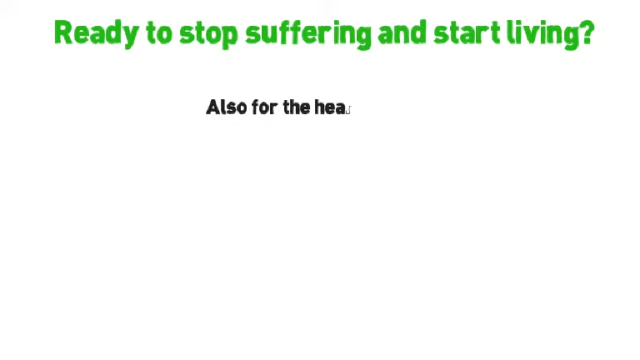 Ready to stop suffering and start living?
Also for the hea